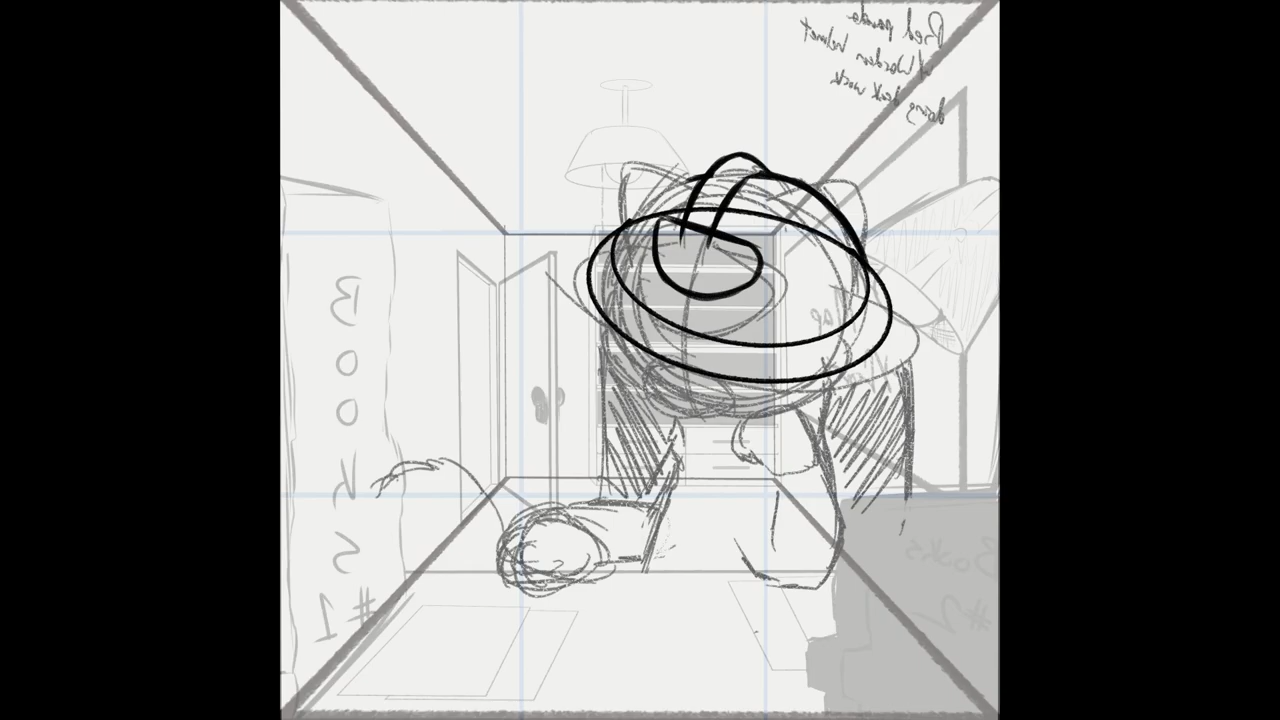 Red panda
w/ Warden helmet
doing desk work
BOOKS
#1
Books
#2